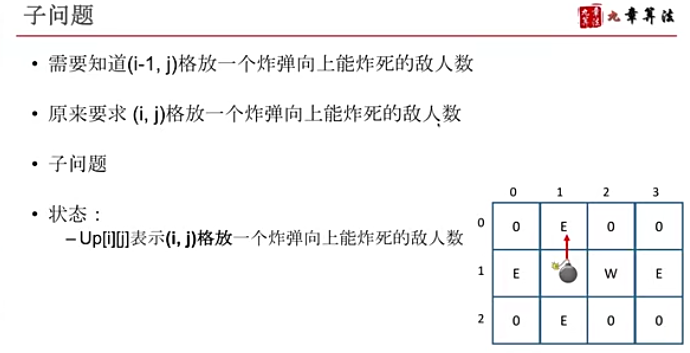 子问题
九章算法
• 需要知道(i-1, j)格放一个炸弹向上能炸死的敌人数
• 原来要求 (i, j)格放一个炸弹向上能炸死的敌人数
• 子问题
• 状态：
– Up[i][j]表示(i, j)格放一个炸弹向上能炸死的敌人数
0 1 2 3
0 0 E 0 0
1 E W E
2 0 E 0 0